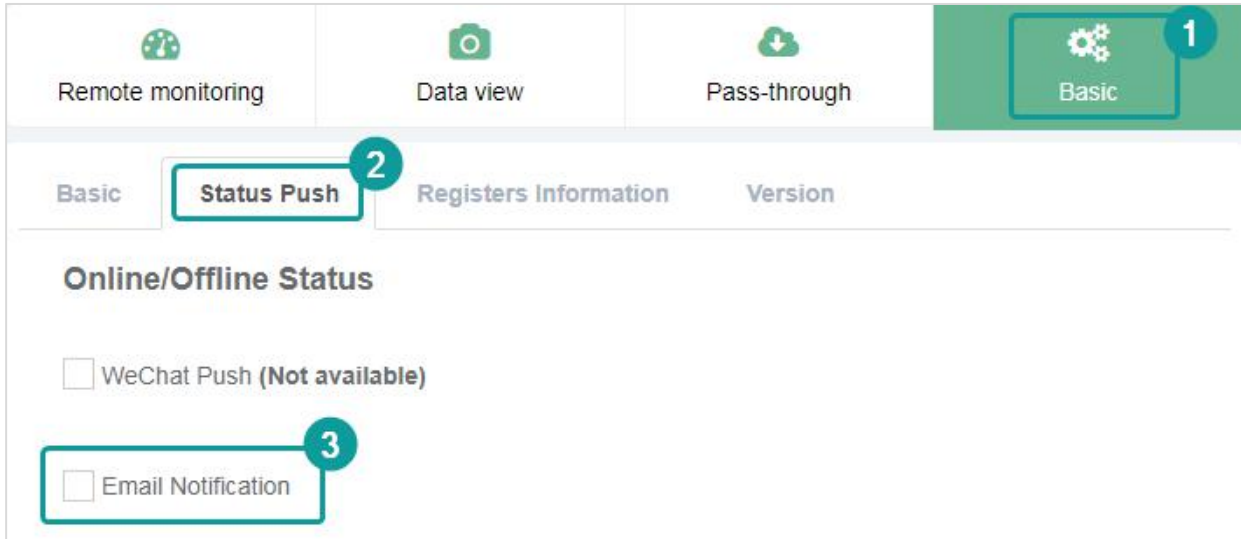 Remote monitoring Data view Pass-through Basic 1
Basic Status Push 2 Registers Information Version
Online/Offline Status
WeChat Push (Not available)
3
Email Notification